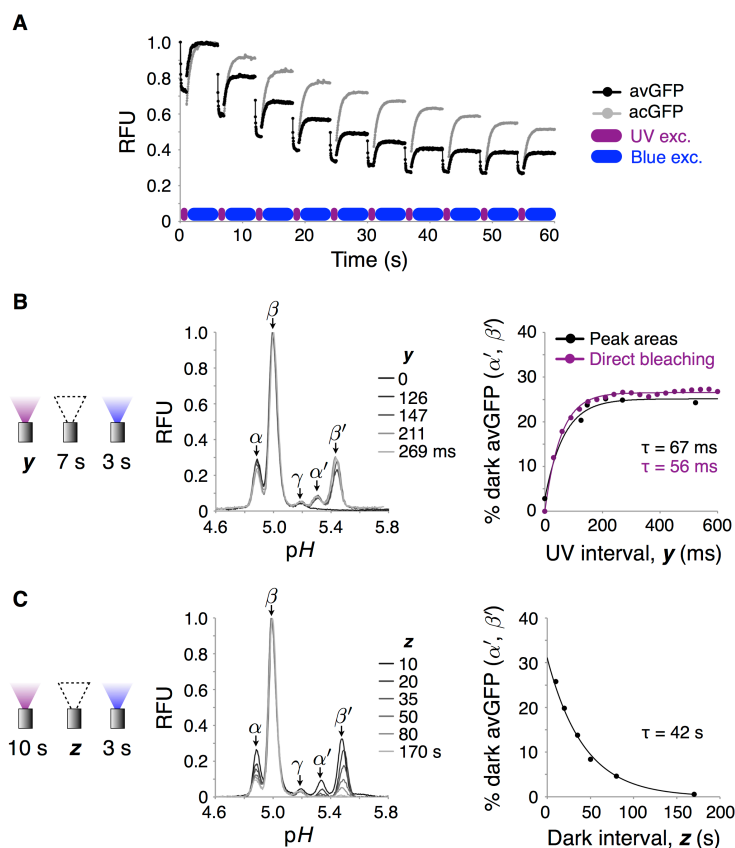 A
RFU
1.0
0.8
0.6
0.4
0.2
0
0 10 20 30 40 50 60
Time (s)
avGFP
acGFP
UV exc.
Blue exc.
B
y 7 s 3 s
RFU
1.0
0.8
0.6
0.4
0.2
0
4.6 5.0 5.4 5.8
pH
α
β
γ
α′
β′
y
0
126
147
211
269 ms
% dark avGFP (α′, β′)
40
30
20
10
0
0 200 400 600
UV interval, y (ms)
Peak areas
Direct bleaching
τ = 67 ms
τ = 56 ms
C
10 s z 3 s
RFU
1.0
0.8
0.6
0.4
0.2
0
4.6 5.0 5.4 5.8
pH
α
β
γ
α′
β′
z
10
20
35
50
80
170 s
% dark avGFP (α′, β′)
40
30
20
10
0
0 50 100 150 200
Dark interval, z (s)
τ = 42 s